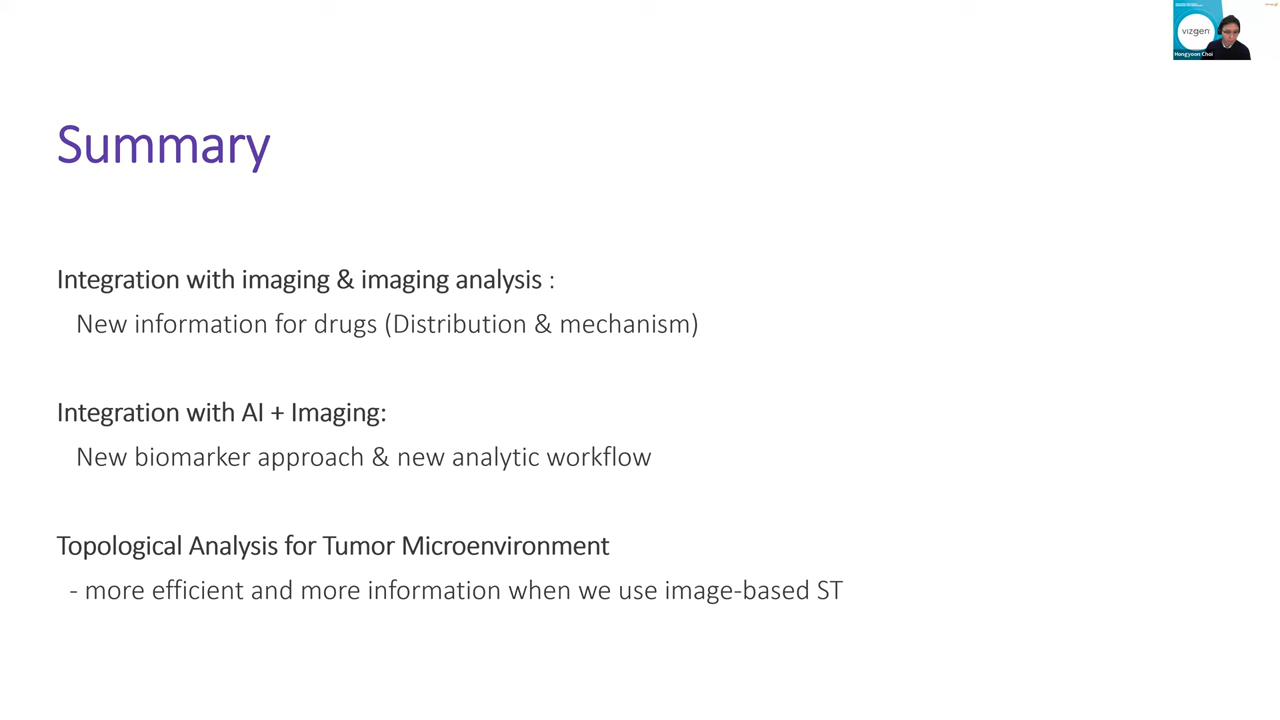 vizgen
Hongyoon Choi
Summary
Integration with imaging & imaging analysis :
New information for drugs (Distribution & mechanism)
Integration with AI + Imaging:
New biomarker approach & new analytic workflow
Topological Analysis for Tumor Microenvironment
- more efficient and more information when we use image-based ST